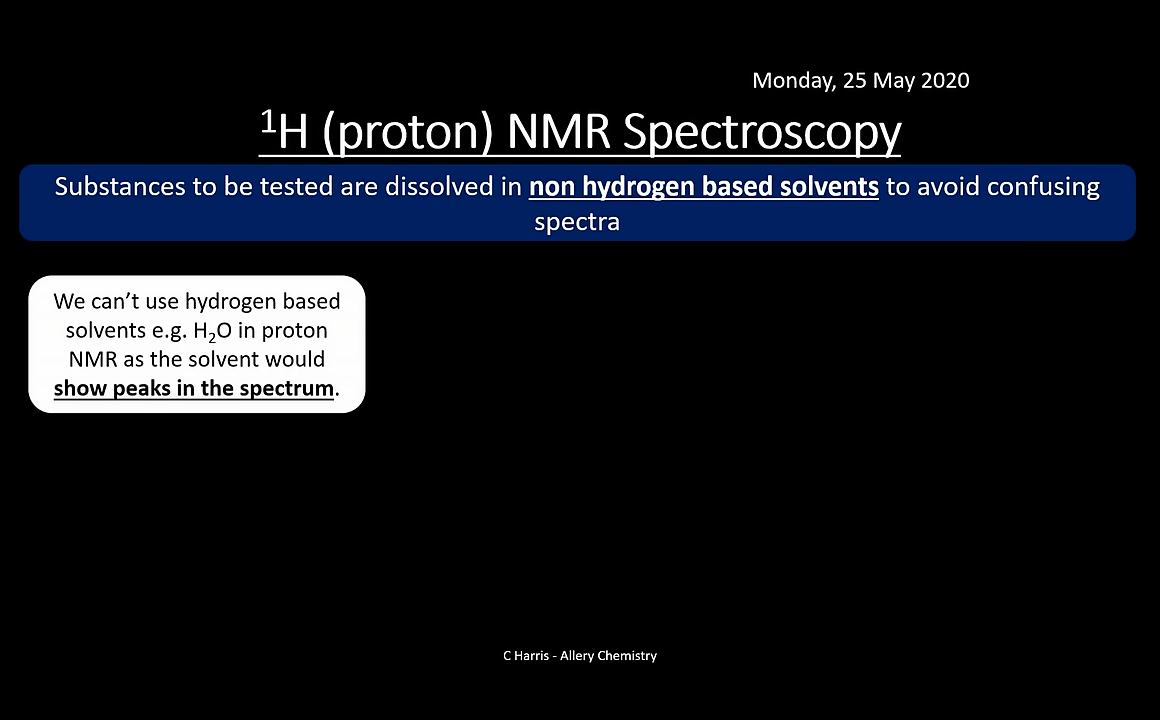 Monday, 25 May 2020
¹H (proton) NMR Spectroscopy
Substances to be tested are dissolved in non hydrogen based solvents to avoid confusing
spectra
We can’t use hydrogen based
solvents e.g. H₂O in proton
NMR as the solvent would
show peaks in the spectrum.
C Harris - Allery Chemistry